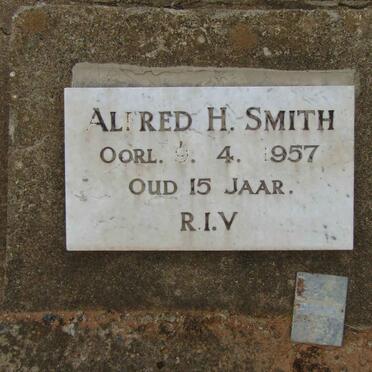 ALFRED H. SMITH
OORL. 4. 1957
OUD 15 JAAR.
R.I.V